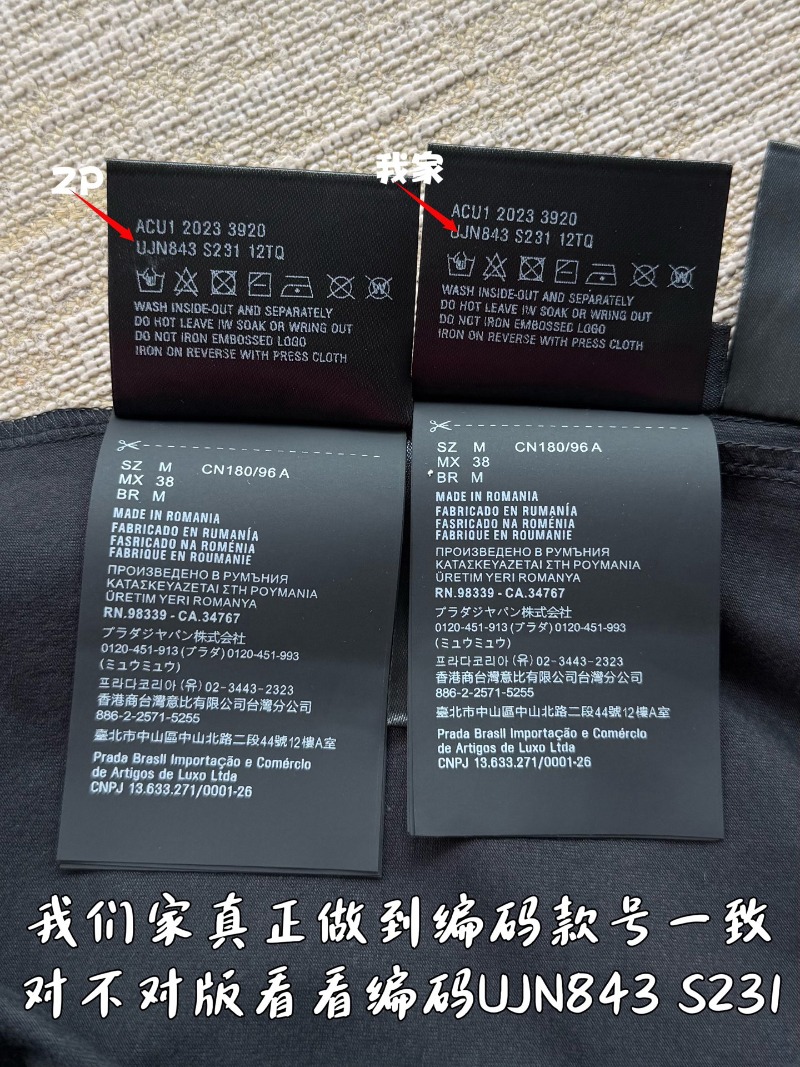 2P
ACU1 2023 3920
UJN843 S231 12TQ
WASH INSIDE-OUT AND SEPARATELY
DO HOT LEAVE IW SOAK OR WRING OUT
DO NOT IRON EMBOSSED LOGO
IRON ON REVERSE WITH PRESS CLOTH
SZ M CN180/96 A
MX 38
BR M
MADE IN ROMANIA
FABRICADO EN RUMANÍA
FASRICADO NA ROMÉNIA
FABRIQUE EN ROUMANIE
ПРОИЗВЕДЕНО В РУМЪНИЯ
ΚΑΤΑΣΚΕΥΑΖΕΤΑΙ ΣΤΗ ΡΟΥΜΑΝΙΑ
ÜRETIM YERI ROMANYA
RN.98339 - CA.34767
プラダジャパン株式会社
0120-451-913 (プラダ) 0120-451-993
(ミュウミュウ)
프라다코리아 (유) 02-3443-2323
香港商台灣意比有限公司台灣分公司
886-2-2571-5255
臺北市中山區中山北路二段44號12樓A室
Prada Brasil Importação e Comércio
de Artigos de Luxo Ltda
CNPJ 13.633.271/0001-26
我家
ACU1 2023 3920
UJN843 S231 12TQ
WASH INSIDE-OUT AND SEPARATELY
DO HOT LEAVE IW SOAK OR WRING OUT
DO NOT IRON EMBOSSED LOGO
IRON ON REVERSE WITH PRESS CLOTH
SZ M CN180/96 A
MX 38
BR M
MADE IN ROMANIA
FABRICADO EN RUMANÍA
FASRICADO NA ROMÉNIA
FABRIQUE EN ROUMANIE
ПРОИЗВЕДЕНО В РУМЪНИЯ
ΚΑΤΑΣΚΕΥΑΖΕΤΑΙ ΣΤΗ ΡΟΥΜΑΝΙΑ
ÜRETIM YERI ROMANYA
RN.98339 - CA.34767
プラダジャパン株式会社
0120-451-913 (プラダ) 0120-451-993
(ミュウミュウ)
프라다코리아 (유) 02-3443-2323
香港商台灣意比有限公司台灣分公司
886-2-2571-5255
臺北市中山區中山北路二段44號12樓A室
Prada Brasil Importação e Comércio
de Artigos de Luxo Ltda
CNPJ 13.633.271/0001-26
我们家真正做到编码款号一致
对不对版看看编码UJN843 S231